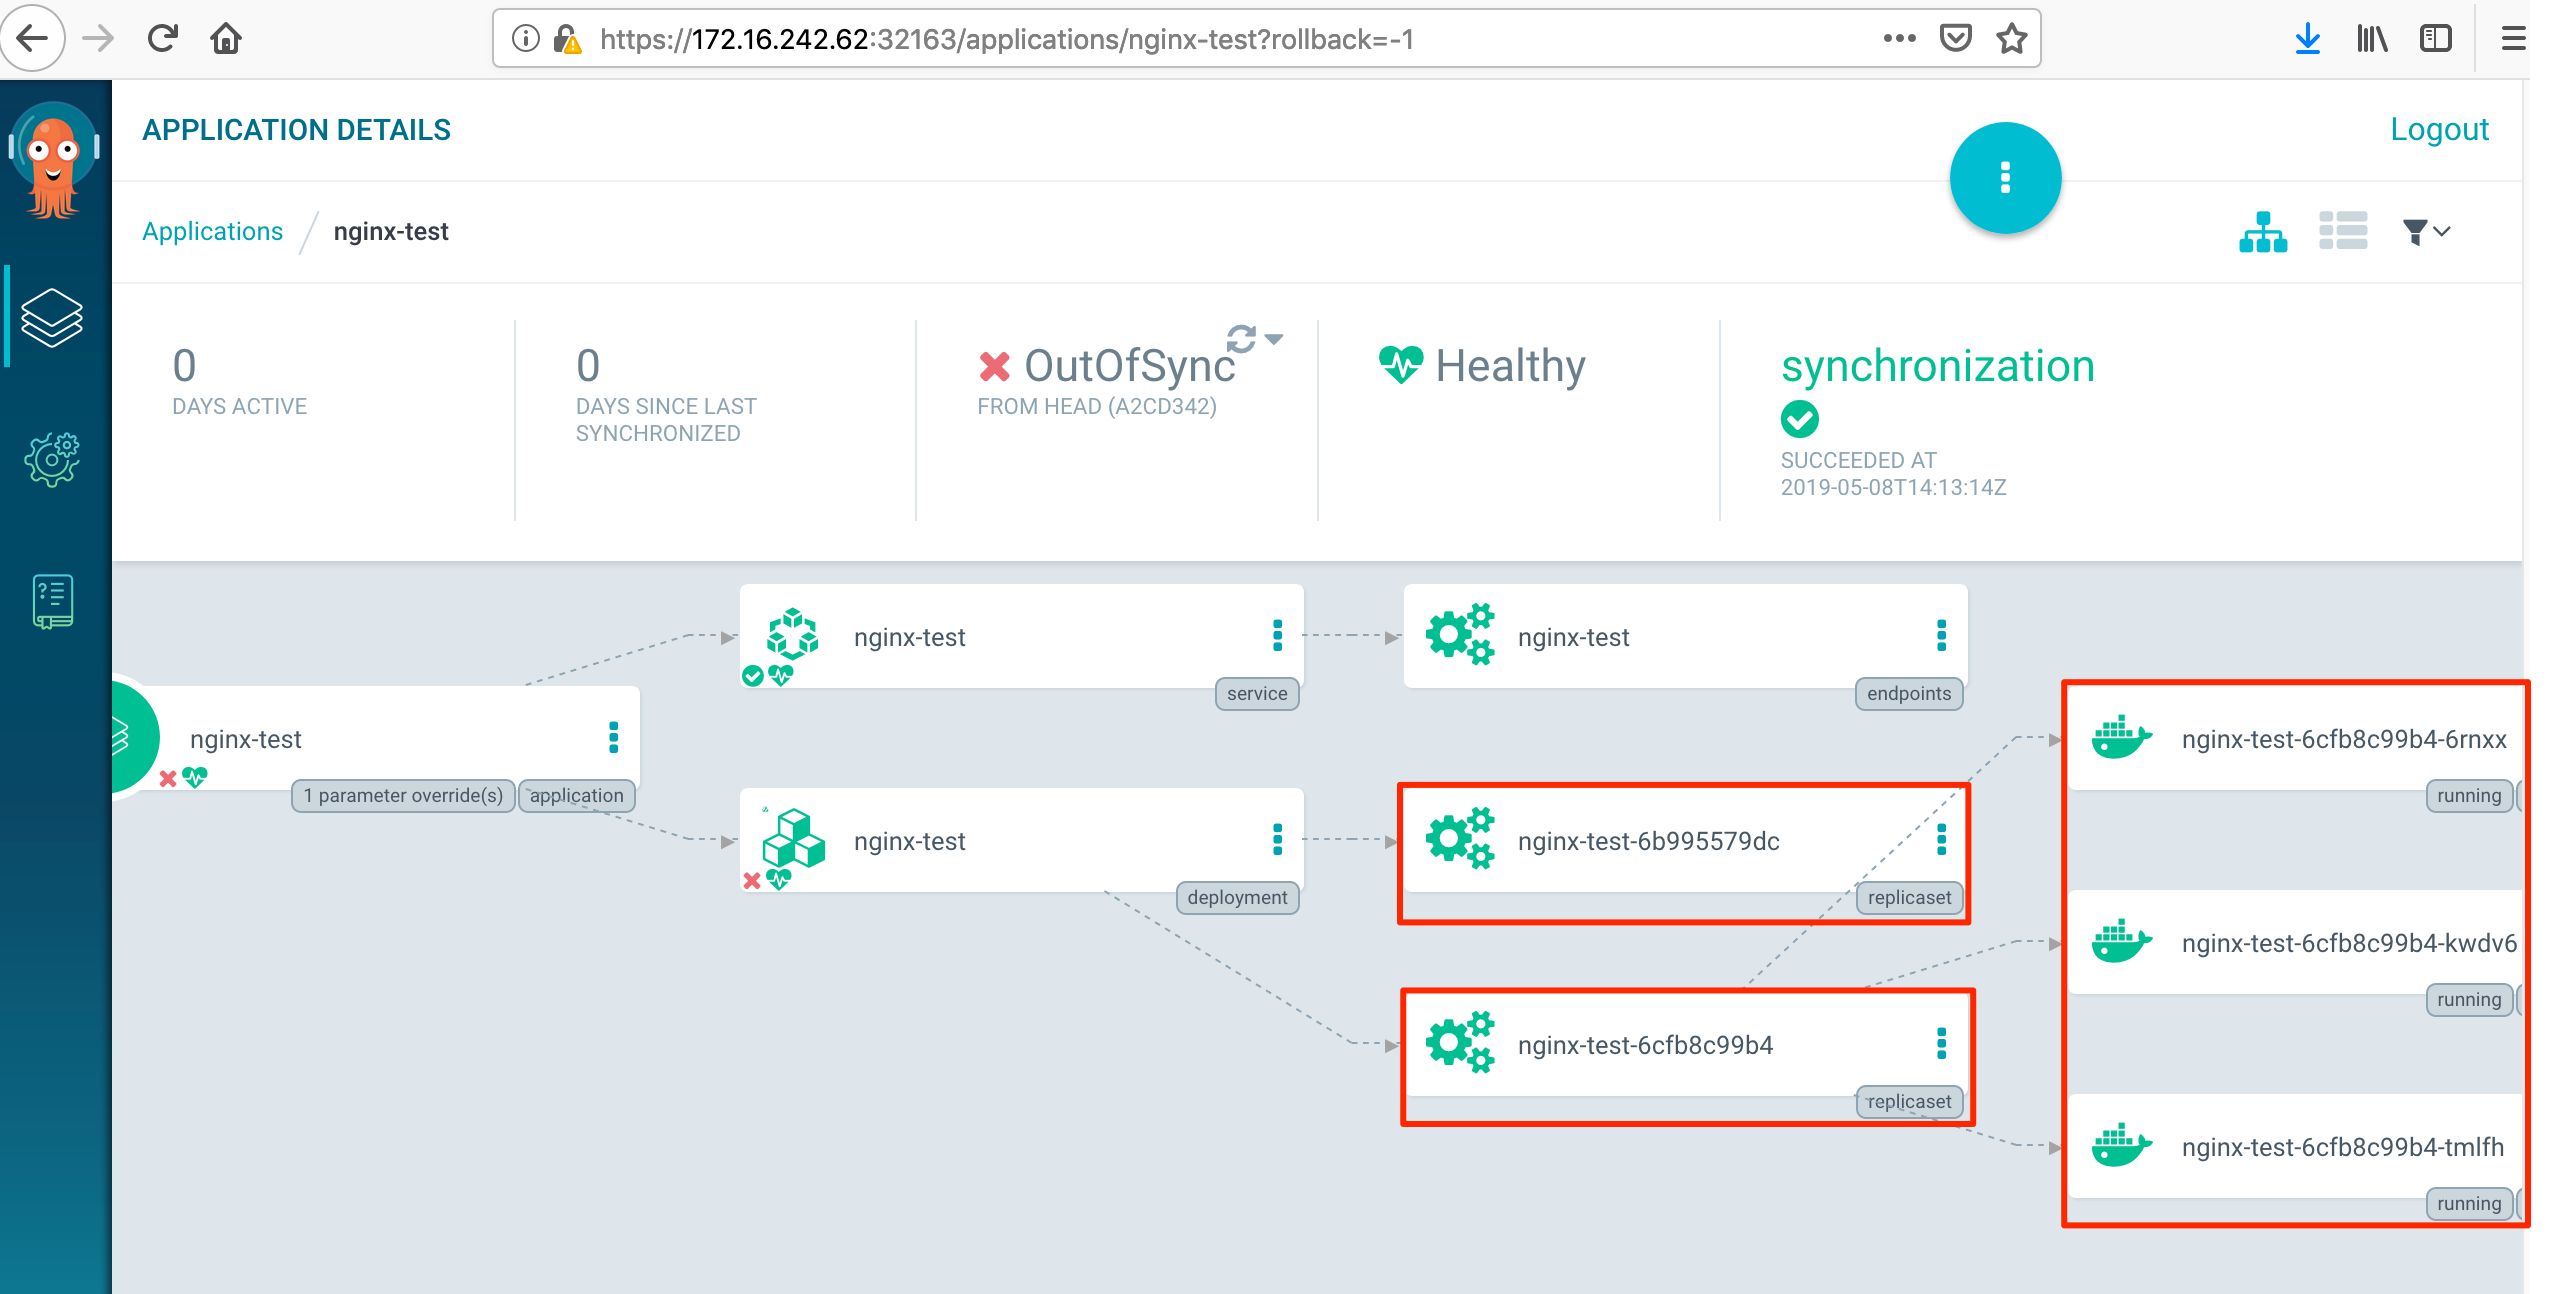 https://172.16.242.62:32163/applications/nginx-test?rollback=-1
APPLICATION DETAILS
Logout
Applications / nginx-test
0
DAYS ACTIVE
0
DAYS SINCE LAST
SYNCHRONIZED
OutOfSync
FROM HEAD (A2CD342)
Healthy
synchronization
SUCCEEDED AT
2019-05-08T14:13:14Z
nginx-test
service
nginx-test
endpoints
nginx-test
1 parameter override(s)
application
nginx-test
deployment
nginx-test-6b995579dc
replicaset
nginx-test-6cfb8c99b4
replicaset
nginx-test-6cfb8c99b4-6rnxx
running
nginx-test-6cfb8c99b4-kwdv6
running
nginx-test-6cfb8c99b4-tmlfh
running